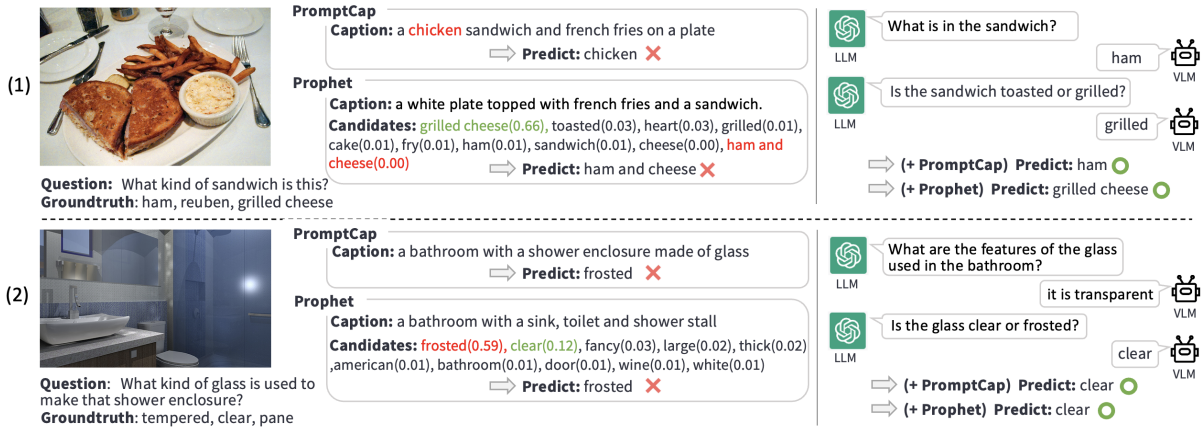 (1)
PromptCap
Caption: a chicken sandwich and french fries on a plate
Predict: chicken
Prophet
Caption: a white plate topped with french fries and a sandwich.
Candidates: grilled cheese(0.66), toasted(0.03), heart(0.03), grilled(0.01),
cake(0.01), fry(0.01), ham(0.01), sandwich(0.01), cheese(0.00), ham and
cheese(0.00)
Predict: ham and cheese
Question: What kind of sandwich is this?
Groundtruth: ham, reuben, grilled cheese
What is in the sandwich?
LLM
ham
VLM
Is the sandwich toasted or grilled?
LLM
grilled
VLM
(+ PromptCap) Predict: ham
(+ Prophet) Predict: grilled cheese
(2)
PromptCap
Caption: a bathroom with a shower enclosure made of glass
Predict: frosted
Prophet
Caption: a bathroom with a sink, toilet and shower stall
Candidates: frosted(0.59), clear(0.12), fancy(0.03), large(0.02), thick(0.02)
,american(0.01), bathroom(0.01), door(0.01), wine(0.01), white(0.01)
Predict: frosted
Question: What kind of glass is used to
make that shower enclosure?
Groundtruth: tempered, clear, pane
What are the features of the glass
used in the bathroom?
LLM
it is transparent
VLM
Is the glass clear or frosted?
LLM
clear
VLM
(+ PromptCap) Predict: clear
(+ Prophet) Predict: clear